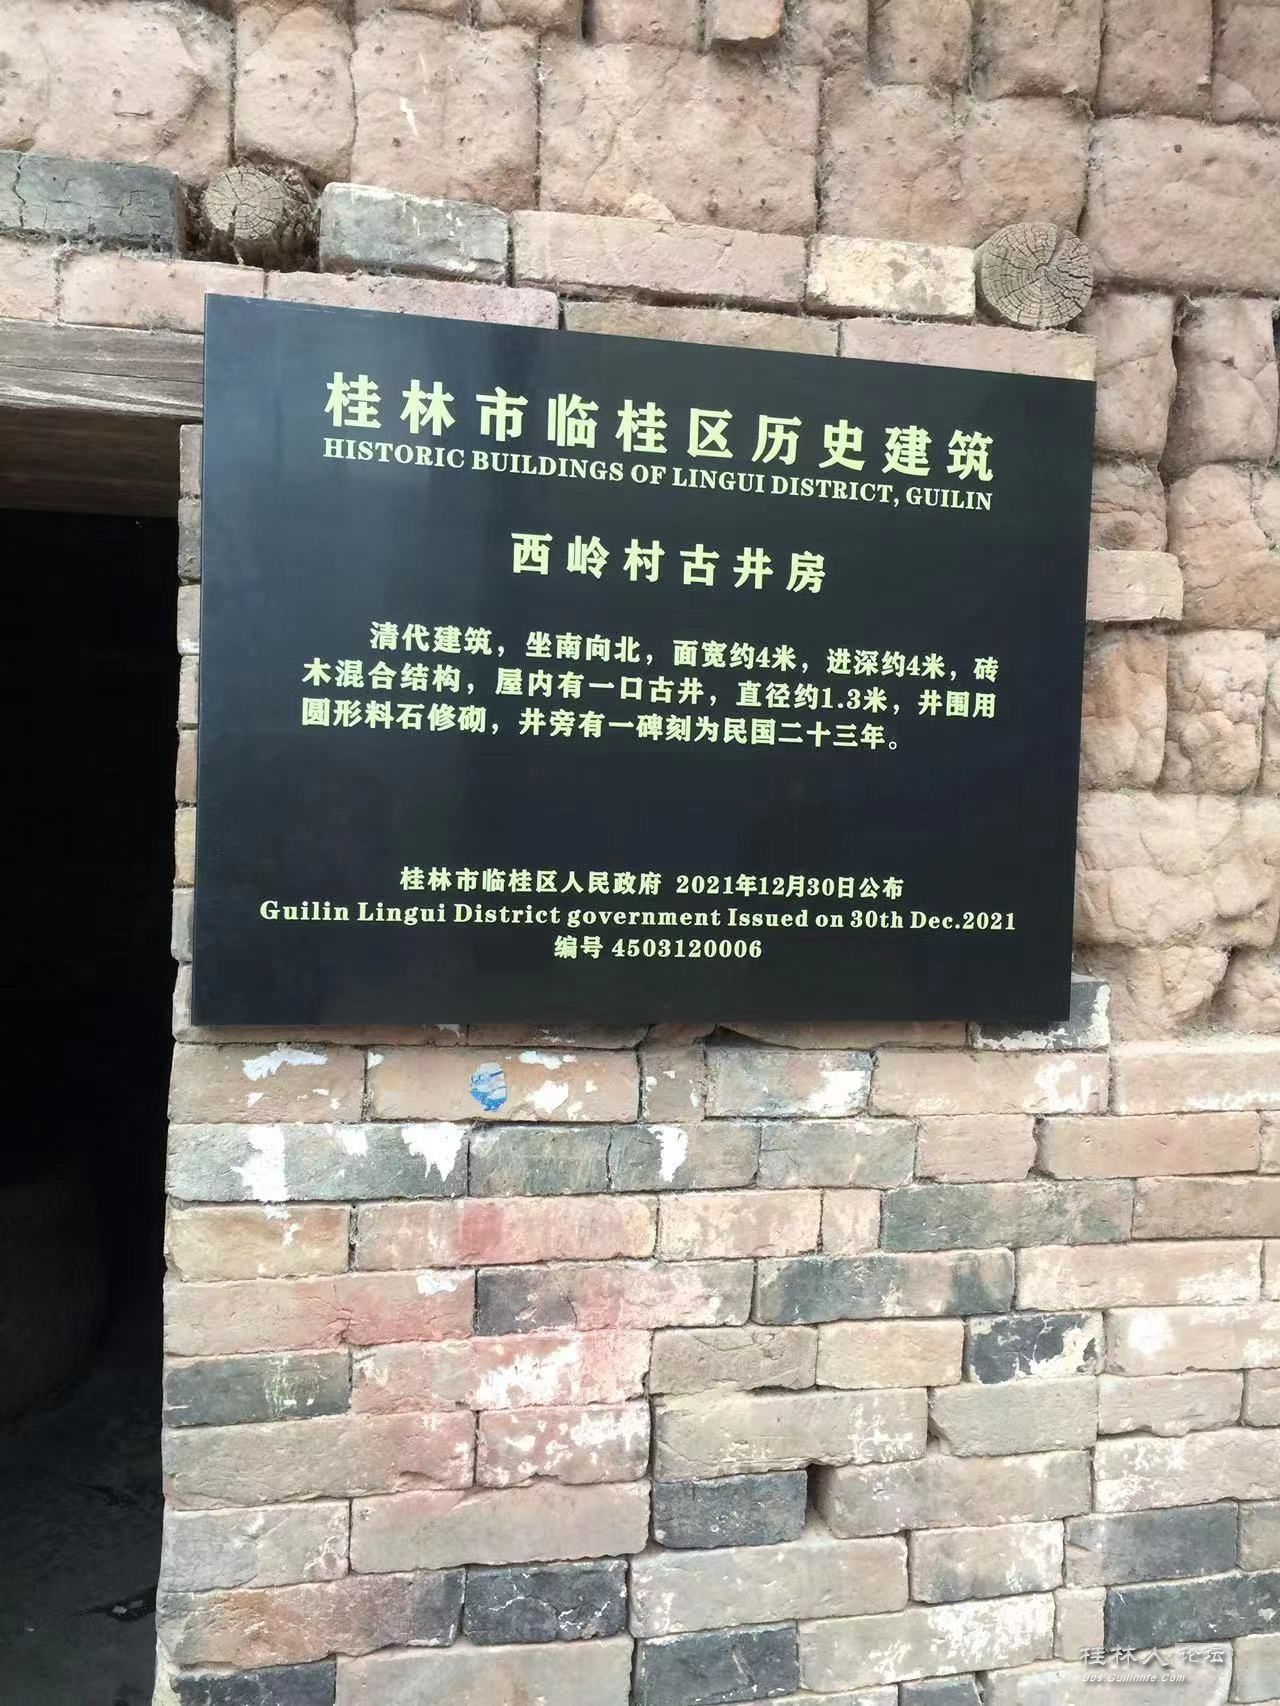 桂林市临桂区历史建筑
HISTORIC BUILDINGS OF LINGUI DISTRICT, GUILIN
西岭村古井房
清代建筑，坐南向北，面宽约4米，进深约4米，砖
木混合结构，屋内有一口古井，直径约1.3米，井围用
圆形料石修砌，井旁有一碑刻为民国二十三年。
桂林市临桂区人民政府 2021年12月30日公布
Guilin Lingui District government Issued on 30th Dec.2021
编号 4503120006
桂林人论坛
Bbs.Guilinlife.Com